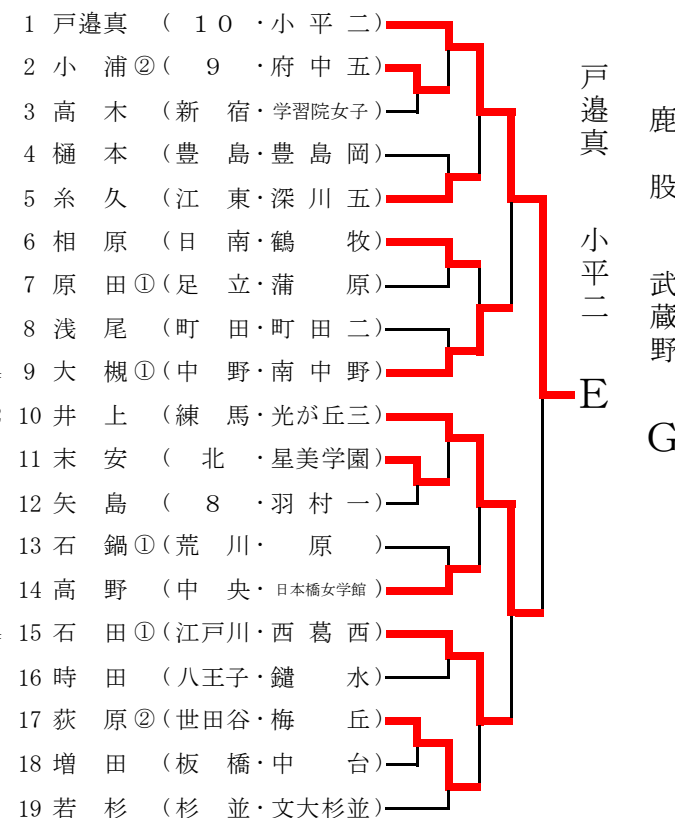 1 戸邉真 (10・小平二)
2 小浦②(9・府中五)
3 高木 (新宿・学習院女子)
4 樋本 (豊島・豊島岡)
5 糸久 (江東・深川五)
6 相原 (日南・鶴牧)
7 原田①(足立・蒲原)
8 浅尾 (町田・町田二)
9 大槻①(中野・南中野)
10 井上 (練馬・光が丘三)
11 末安 (北・星美学園)
12 矢島 (8・羽村一)
13 石鍋①(荒川・原)
14 高野 (中央・日本橋女学館)
15 石田①(江戸川・西葛西)
16 時田 (八王子・鑓水)
17 荻原②(世田谷・梅丘)
18 増田 (板橋・中台)
19 若杉 (杉並・文大杉並)
戸邉真 小平二
E
鹿股 武蔵野
G